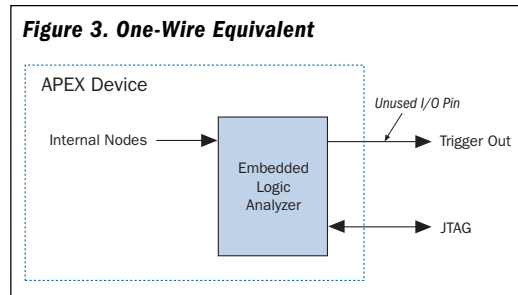 Figure 3. One-Wire Equivalent
APEX Device
Unused I/O Pin
Internal Nodes
Trigger Out
Embedded
Logic
Analyzer
JTAG